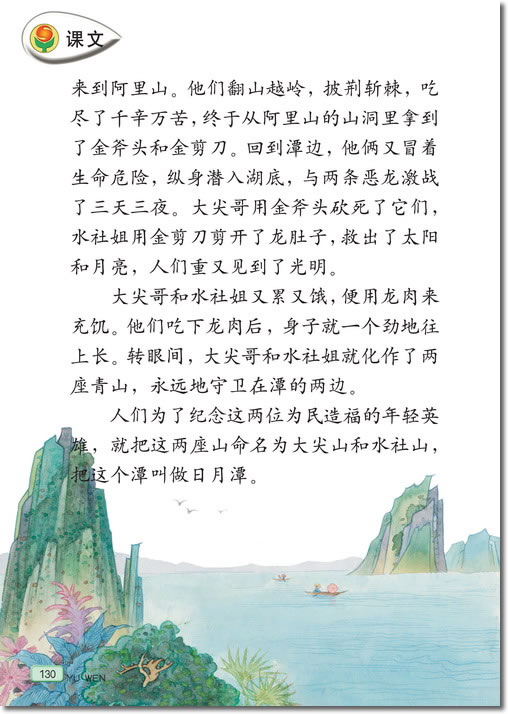 课文
来到阿里山。他们翻山越岭，披荆斩棘，吃
尽了千辛万苦，终于从阿里山的山洞里拿到
了金斧头和金剪刀。回到潭边，他俩又冒着
生命危险，纵身潜入湖底，与两条恶龙激战
了三天三夜。大尖哥用金斧头砍死了它们，
水社姐用金剪刀剪开了龙肚子，救出了太阳
和月亮，人们重又见到了光明。
大尖哥和水社姐又累又饿，便用龙肉来
充饥。他们吃下龙肉后，身子就一个劲地往
上长。转眼间，大尖哥和水社姐就化作了两
座青山，永远地守卫在潭的两边。
人们为了纪念这两位为民造福的年轻英
雄，就把这两座山命名为大尖山和水社山，
把这个潭叫做日月潭。
130 YU WEN